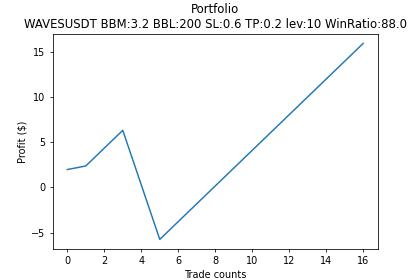 Portfolio
WAVESUSDT BBM:3.2 BBL:200 SL:0.6 TP:0.2 lev:10 WinRatio:88.0
15
10
5
0
−5
Profit ($)
0 2 4 6 8 10 12 14 16
Trade counts